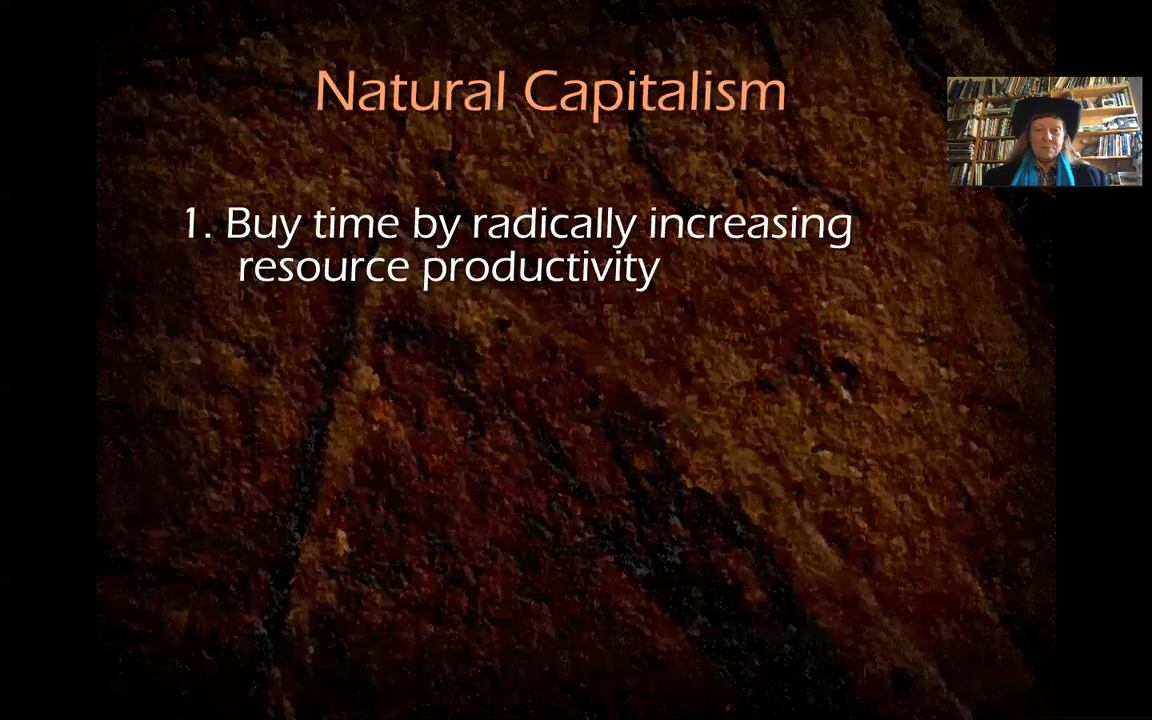 Natural Capitalism
1. Buy time by radically increasing
resource productivity